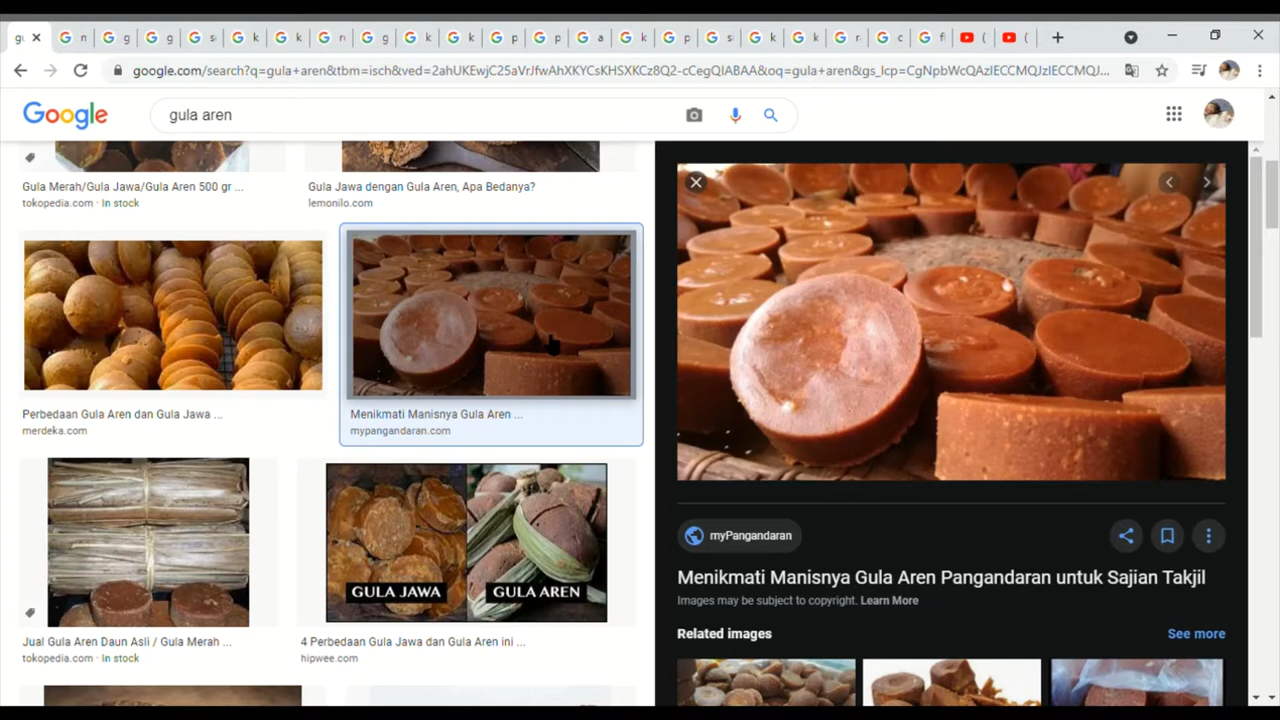 gu
n
g
g
s
k
k
r
g
k
k
p
p
a
k
p
s
k
k
r
c
f
(
(
google.com/search?q=gula+aren&tbm=isch&ved=2ahUKEwjC25aVrJfwAhXKYCsKHSXKCz8Q2-cCegQIABAA&oq=gula+aren&gs_lcp=CgNpbWcQAzIECCMQJzIECCMQJ...
Google
gula aren
Gula Merah/Gula Jawa/Gula Aren 500 gr ...
tokopedia.com · In stock
Gula Jawa dengan Gula Aren, Apa Bedanya?
lemonilo.com
Perbedaan Gula Aren dan Gula Jawa ...
merdeka.com
Menikmati Manisnya Gula Aren ...
mypangandaran.com
GULA JAWA
GULA AREN
Jual Gula Aren Daun Asli / Gula Merah ...
tokopedia.com · In stock
4 Perbedaan Gula Jawa dan Gula Aren ini ...
hipwee.com
myPangandaran
Menikmati Manisnya Gula Aren Pangandaran untuk Sajian Takjil
Images may be subject to copyright. Learn More
Related images
See more